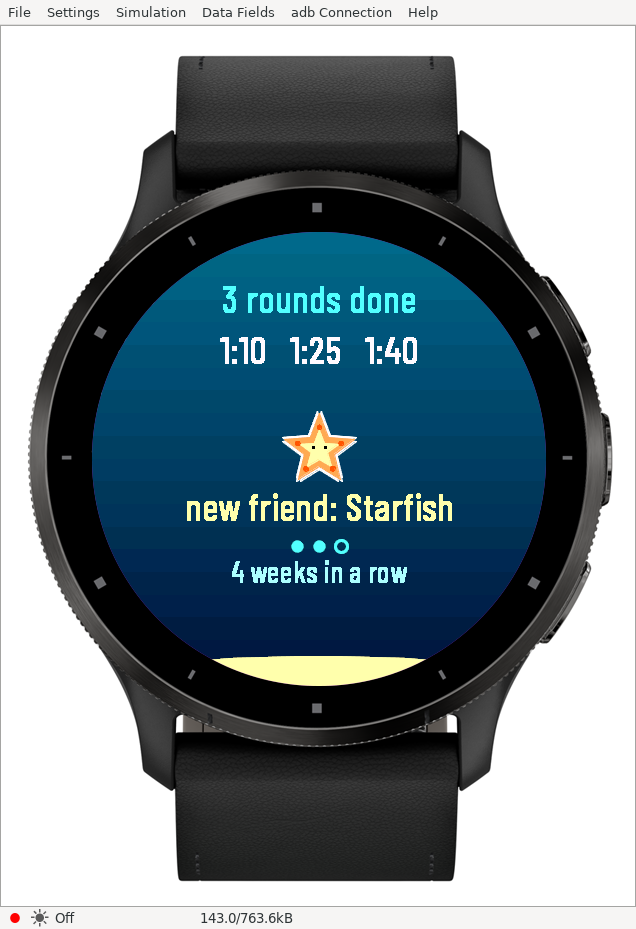 File Settings Simulation Data Fields adb Connection Help
3 rounds done
1:10 1:25 1:40
new friend: Starfish
4 weeks in a row
Off 143.0/763.6kB